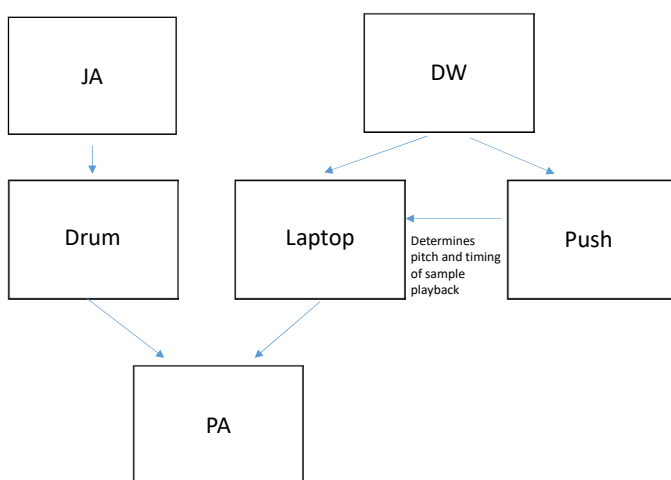 JA
DW
Drum
Laptop
Determines
pitch and timing
of sample
playback
Push
PA